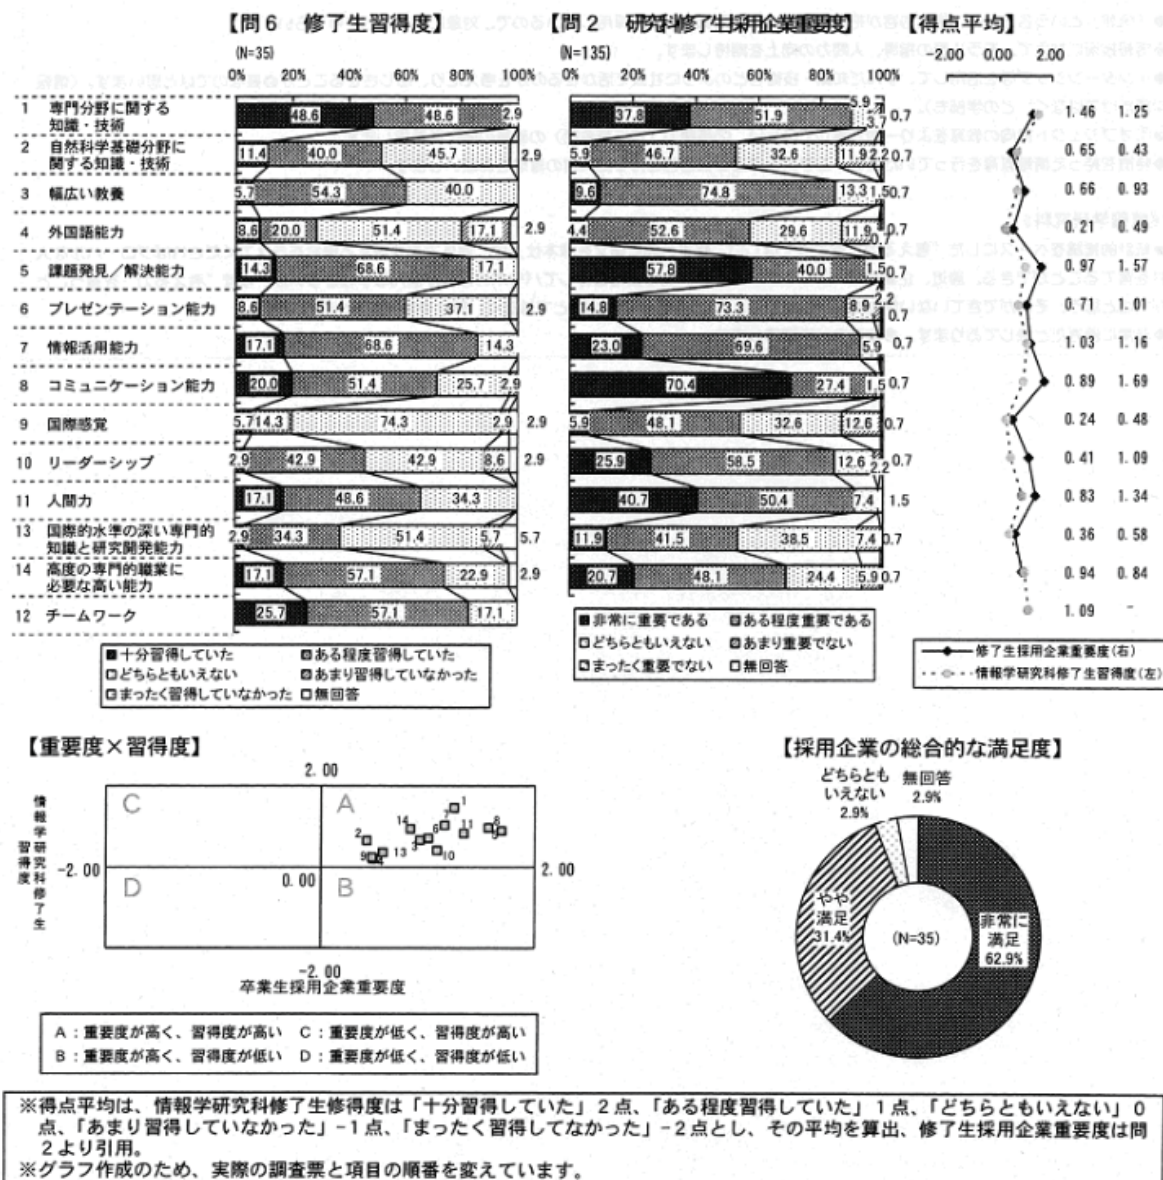 【問6　修了生習得度】
【問2　研究科修了生採用企業重要度】
【得点平均】
(N=35)
(N=135)
-2.00 0.00 2.00
0% 20% 40% 60% 80% 100%
0% 20% 40% 60% 80% 100%
1 専門分野に関する知識・技術 48.6 48.6 2.9 37.8 51.9 5.9 3.7 0.7 1.46 1.25
2 自然科学基礎分野に関する知識・技術 11.4 40.0 45.7 2.9 5.9 46.7 32.6 11.9 2.2 0.7 0.65 0.43
3 幅広い教養 5.7 54.3 40.0 9.6 74.8 13.3 1.5 0.7 0.66 0.93
4 外国語能力 8.6 20.0 51.4 17.1 2.9 4.4 52.6 29.6 11.9 0.7 0.21 0.49
5 課題発見／解決能力 14.3 68.6 17.1 57.8 40.0 1.5 0.7 0.97 1.57
6 プレゼンテーション能力 8.6 51.4 37.1 2.9 14.8 73.3 8.9 2.2 0.7 0.71 1.01
7 情報活用能力 17.1 68.6 14.3 23.0 69.6 5.9 0.7 1.03 1.16
8 コミュニケーション能力 20.0 51.4 25.7 2.9 70.4 27.4 1.5 0.7 0.89 1.69
9 国際感覚 5.7 14.3 74.3 2.9 2.9 5.9 48.1 32.6 12.6 0.7 0.24 0.48
10 リーダーシップ 2.9 42.9 42.9 8.6 2.9 25.9 58.5 12.6 2.2 0.7 0.41 1.09
11 人間力 17.1 48.6 34.3 40.7 50.4 7.4 1.5 0.83 1.34
13 国際的水準の深い専門的知識と研究開発能力 2.9 34.3 51.4 5.7 5.7 11.9 41.5 38.5 7.4 0.7 0.36 0.58
14 高度の専門的職業に必要な高い能力 17.1 57.1 22.9 2.9 20.7 48.1 24.4 5.9 0.7 0.94 0.84
12 チームワーク 25.7 57.1 17.1 1.09 -
十分習得していた ある程度習得していた
どちらともいえない あまり習得していなかった
まったく習得していなかった 無回答
非常に重要である ある程度重要である
どちらともいえない あまり重要でない
まったく重要でない 無回答
修了生採用企業重要度(右)
情報学研究科修了生習得度(左)
【重要度×習得度】
2.00
情報学研究科修了生習得度
C A
1 7 8 14 6 11 5 2 3 10 13 9 4
-2.00 2.00
0.00
D B
-2.00
卒業生採用企業重要度
A：重要度が高く、習得度が高い C：重要度が低く、習得度が高い
B：重要度が高く、習得度が低い D：重要度が低く、習得度が低い
【採用企業の総合的な満足度】
どちらともいえない 2.9%
無回答 2.9%
やや満足 31.4%
(N=35)
非常に満足 62.9%
※得点平均は、情報学研究科修了生修得度は「十分習得していた」2点、「ある程度習得していた」1点、「どちらともいえない」0
点、「あまり習得していなかった」-1点、「まったく習得してなかった」-2点とし、その平均を算出、修了生採用企業重要度は問
2より引用。
※グラフ作成のため、実際の調査票と項目の順番を変えています。